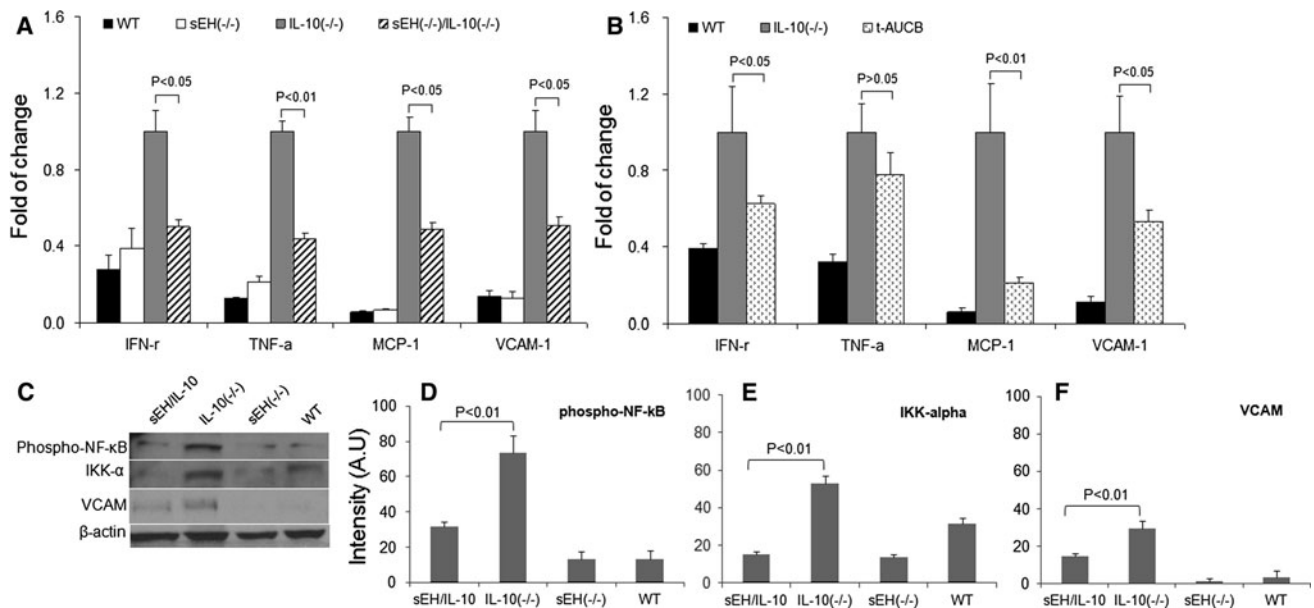 A
WT
sEH(-/-)
IL-10(-/-)
sEH(-/-)/IL-10(-/-)
1.6
1.2
0.8
0.4
0.0
Fold of change
P<0.05
P<0.01
P<0.05
P<0.05
IFN-r
TNF-a
MCP-1
VCAM-1
B
WT
IL-10(-/-)
t-AUCB
1.6
1.2
0.8
0.4
0.0
Fold of change
P<0.05
P>0.05
P<0.01
P<0.05
IFN-r
TNF-a
MCP-1
VCAM-1
C
sEH/IL-10
IL-10(-/-)
sEH(-/-)
WT
Phospho-NF-κB
IKK-α
VCAM
β-actin
D
phospho-NF-kB
100
80
60
40
20
0
Intensity (A.U)
P<0.01
sEH/IL-10
IL-10(-/-)
sEH(-/-)
WT
E
IKK-alpha
100
80
60
40
20
0
P<0.01
sEH/IL-10
IL-10(-/-)
sEH(-/-)
WT
F
VCAM
100
80
60
40
20
0
P<0.01
sEH/IL-10
IL-10(-/-)
sEH(-/-)
WT